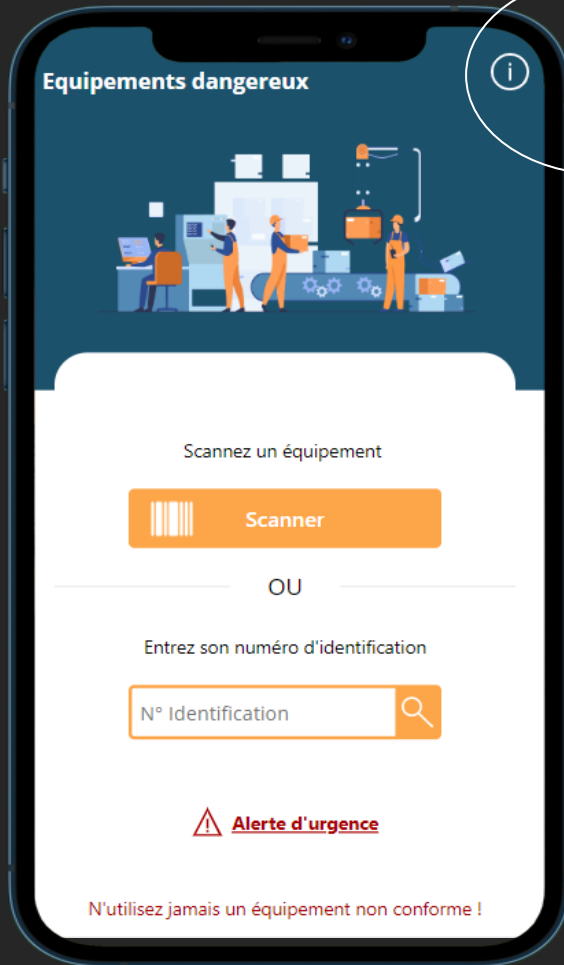 Equipements dangereux
Scannez un équipement
Scanner
OU
Entrez son numéro d'identification
N° Identification
Alerte d'urgence
N'utilisez jamais un équipement non conforme !